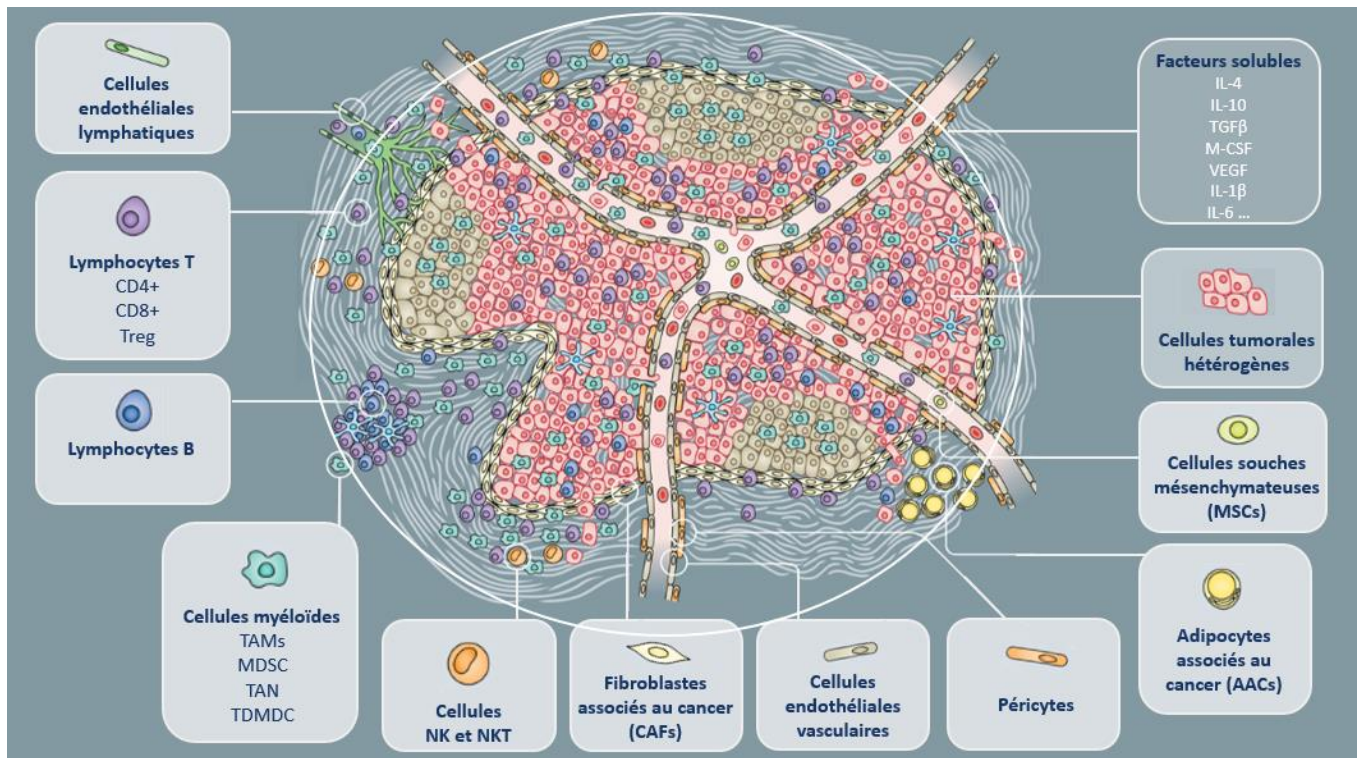 Cellules
endothéliales
lymphatiques
Lymphocytes T
CD4+
CD8+
Treg
Lymphocytes B
Cellules myéloïdes
TAMs
MDSC
TAN
TDMDC
Cellules
NK et NKT
Fibroblastes
associés au cancer
(CAFs)
Cellules
endothéliales
vasculaires
Péricytes
Facteurs solubles
IL-4
IL-10
TGFβ
M-CSF
VEGF
IL-1β
IL-6 ...
Cellules tumorales
hétérogènes
Cellules souches
mésenchymateuses
(MSCs)
Adipocytes
associés au
cancer (AACs)